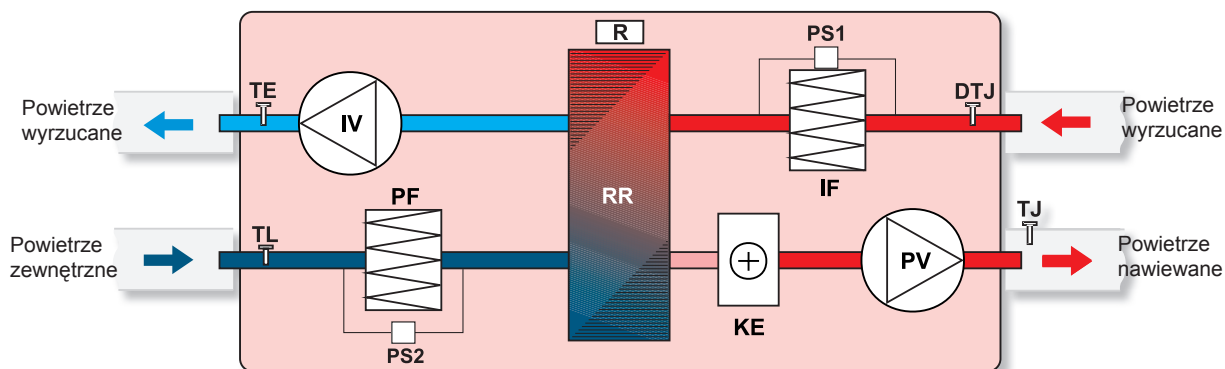 R
PS1
TE
DTJ
Powietrze
wyrzucane
IV
Powietrze
wyrzucane
RR
IF
PF
TL
TJ
Powietrze
zewnętrzne
PV
Powietrze
nawiewane
KE
PS2